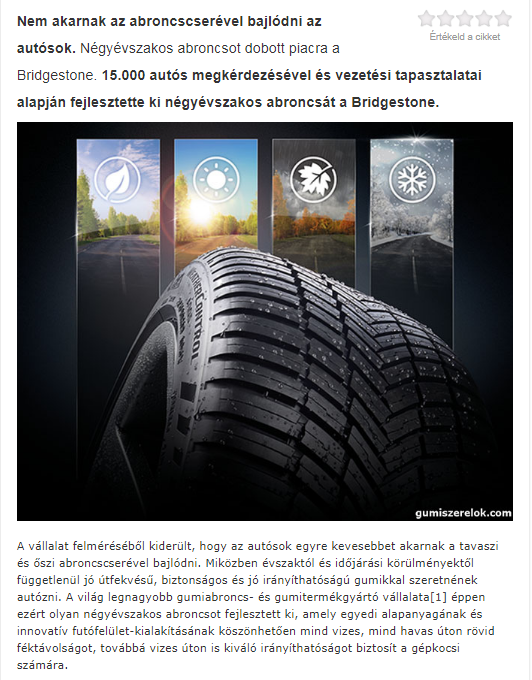 Nem akarnak az abroncscserével bajlódni az
autósok. Négyévszakos abroncsot dobott piacra a
Bridgestone. 15.000 autós megkérdezésével és vezetési tapasztalatai
alapján fejlesztette ki négyévszakos abroncsát a Bridgestone.
Értékeld a cikket
CONTROL
gumiszerelok.com
A vállalat felméréséből kiderült, hogy az autósok egyre kevesebbet akarnak a tavaszi
és őszi abroncscserével bajlódni. Miközben évszaktól és időjárási körülményektől
függetlenül jó útfekvésű, biztonságos és jó irányíthatóságú gumikkal szeretnének
autózni. A világ legnagyobb gumiabroncs- és gumitermékgyártó vállalata[1] éppen
ezért olyan négyévszakos abroncsot fejlesztett ki, amely egyedi alapanyagának és
innovatív futófelület-kialakításának köszönhetően mind vizes, mind havas úton rövid
féktávolságot, továbbá vizes úton is kiváló irányíthatóságot biztosít a gépkocsi
számára.